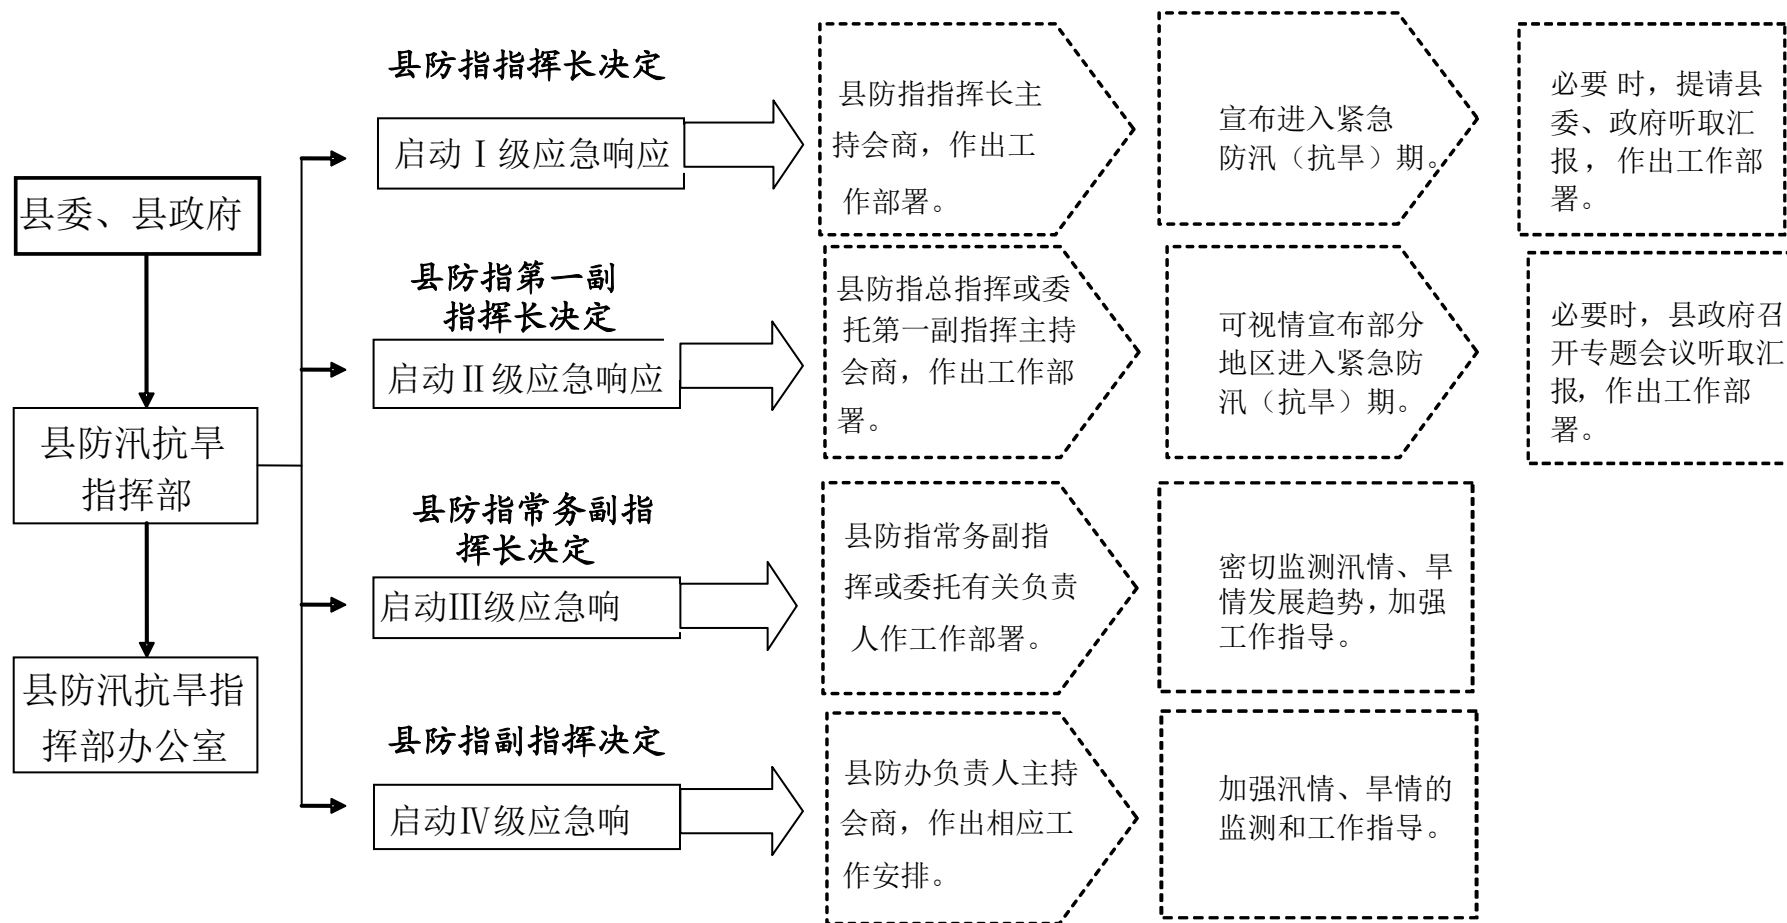 县委、县政府
县防汛抗旱
指挥部
县防汛抗旱指
挥部办公室
县防指指挥长决定
启动Ⅰ级应急响应
县防指指挥长主
持会商，作出工
作部署。
宣布进入紧急
防汛（抗旱）期。
必要 时，提请县
委、政府听取汇
报，作出工作部
署。
县防指第一副
指挥长决定
启动Ⅱ级应急响应
县防指总指挥或委
托第一副指挥主持
会商，作出工作部
署。
可视情宣布部分
地区进入紧急防
汛（抗旱）期。
必要时，县政府召
开专题会议听取汇
报，作出工作部
署。
县防指常务副指
挥长决定
启动Ⅲ级应急响
县防指常务副指
挥或委托有关负责
人作工作部署。
密切监测汛情、旱
情发展趋势，加强
工作指导。
县防指副指挥决定
启动Ⅳ级应急响
县防办负责人主持
会商，作出相应工
作安排。
加强汛情、旱情的
监测和工作指导。